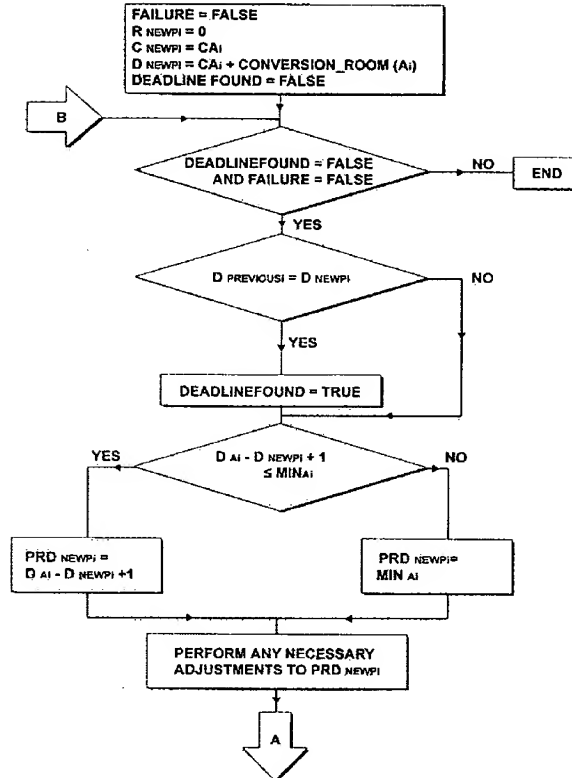 FAILURE = FALSE
R NEWPi = 0
C NEWPi = CAi
D NEWPi = CAi + CONVERSION_ROOM (Ai)
DEADLINE FOUND = FALSE
B
DEADLINEFOUND = FALSE
AND FAILURE = FALSE
NO
END
YES
D PREVIOUSi = D NEWPi
NO
YES
DEADLINEFOUND = TRUE
D Ai - D NEWPi + 1
≤ MINAi
YES
NO
PRD NEWPi =
D Ai - D NEWPi +1
PRD NEWPi=
MIN Ai
PERFORM ANY NECESSARY
ADJUSTMENTS TO PRD NEWPi
A